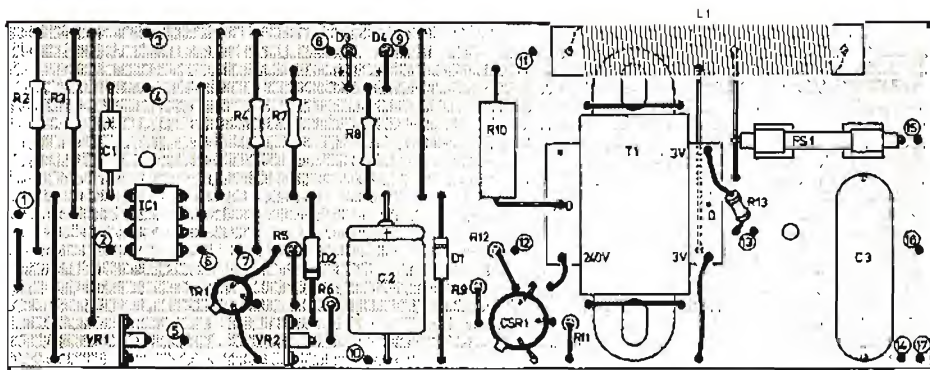 L1
3
8
D3
D4
9
11
R2
R3
4
C1
R4
R7
R8
R10
T1
3V
FS1
15
1
IC1
R13
2
6
7
R5
D2
C2
D1
R12
12
240V
3V
13
C3
16
TR1
R6
R9
CSR1
R11
VR1
5
VR2
10
14
17